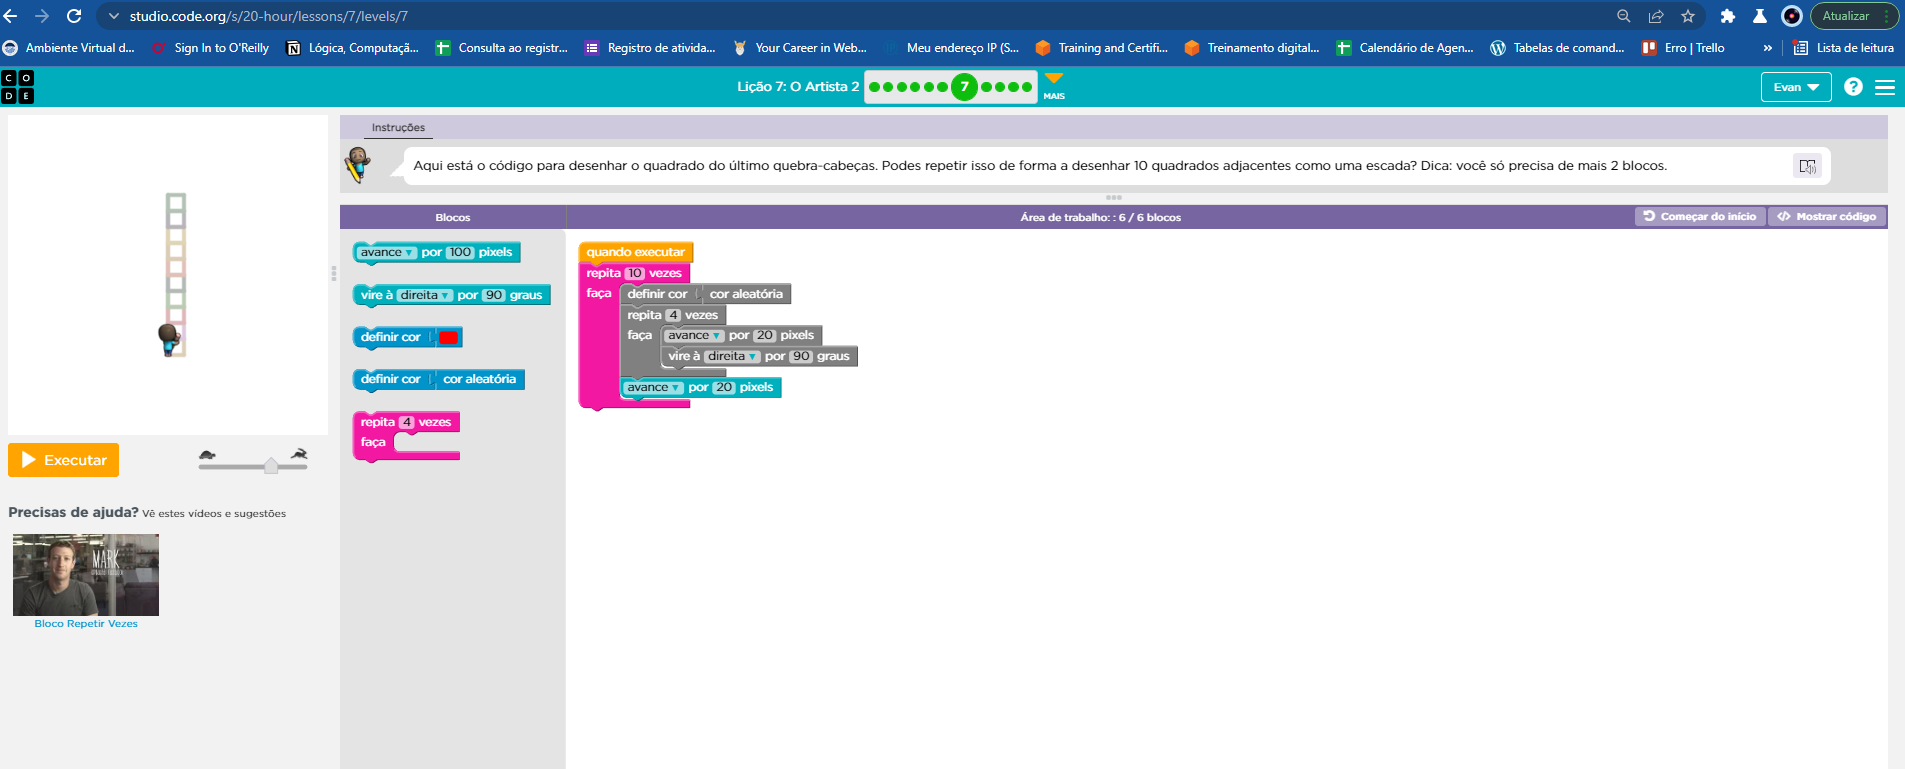 studio.code.org/s/20-hour/lessons/7/levels/7
Atualizar
Ambiente Virtual d...
Sign In to O'Reilly
Lógica, Computaçã...
Consulta ao registr...
Registro de ativida...
Your Career in Web...
Meu endereço IP (S...
Training and Certifi...
Treinamento digital...
Calendário de Agen...
Tabelas de comand...
Erro | Trello
»
Lista de leitura
C O
D E
Lição 7: O Artista 2
7
MAIS
Evan
?
Instruções
Aqui está o código para desenhar o quadrado do último quebra-cabeças. Podes repetir isso de forma a desenhar 10 quadrados adjacentes como uma escada? Dica: você só precisa de mais 2 blocos.
Blocos
Área de trabalho: : 6 / 6 blocos
Começar do início
</> Mostrar código
avance por 100 pixels
vire à direita por 90 graus
definir cor
definir cor cor aleatória
repita 4 vezes
faça
quando executar
repita 10 vezes
faça definir cor cor aleatória
repita 4 vezes
faça avance por 20 pixels
vire à direita por 90 graus
avance por 20 pixels
Executar
Precisas de ajuda? Vê estes vídeos e sugestões
MARK
Bloco Repetir Vezes